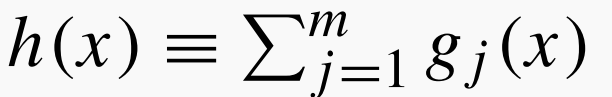 h(x) ≡ ∑_{j=1}^{m} g_j(x)